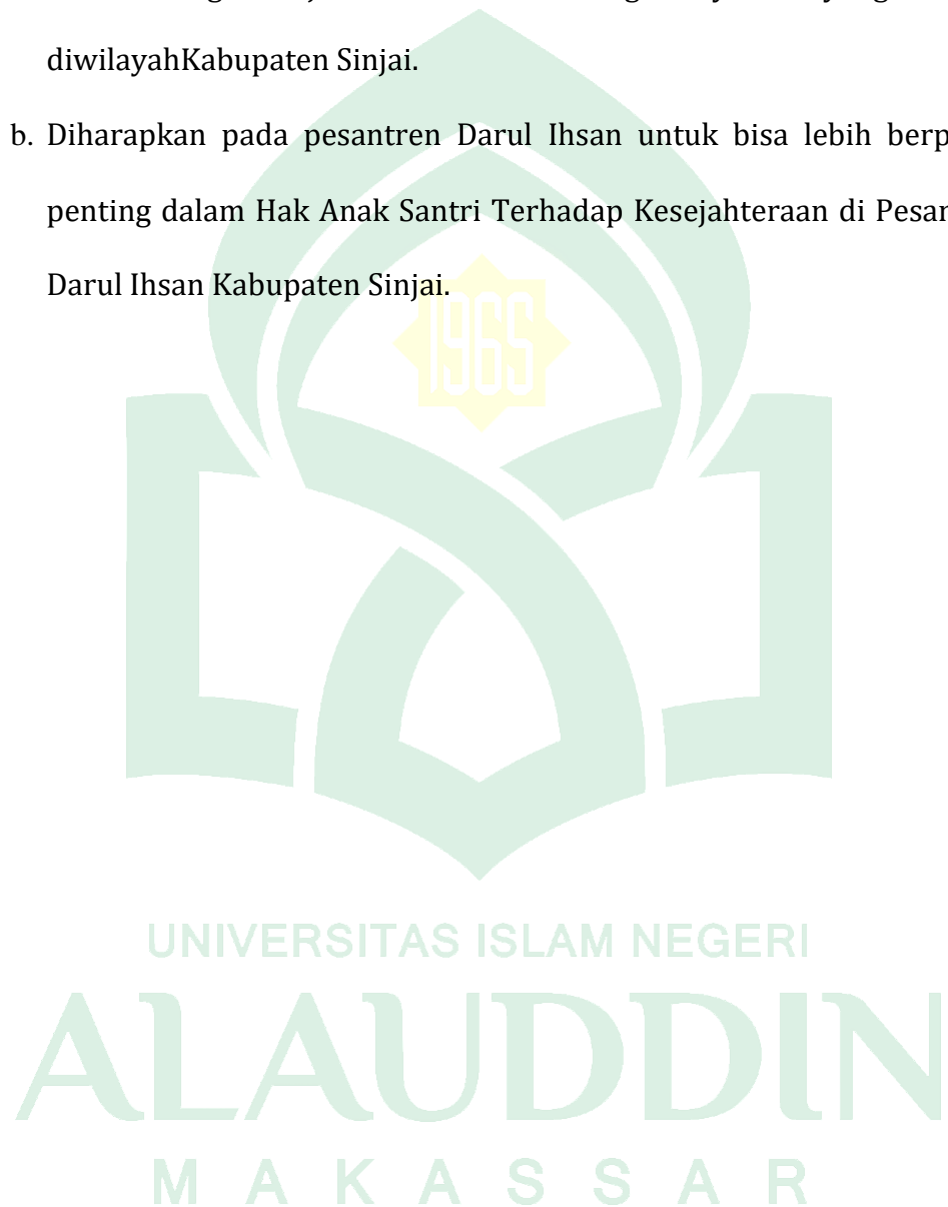 diwilayahKabupaten Sinjai.
b. Diharapkan pada pesantren Darul Ihsan untuk bisa lebih berp
penting dalam Hak Anak Santri Terhadap Kesejahteraan di Pesan
Darul Ihsan Kabupaten Sinjai.
1965
UNIVERSITAS ISLAM NEGERI
ALAUDDIN
MAKASSAR